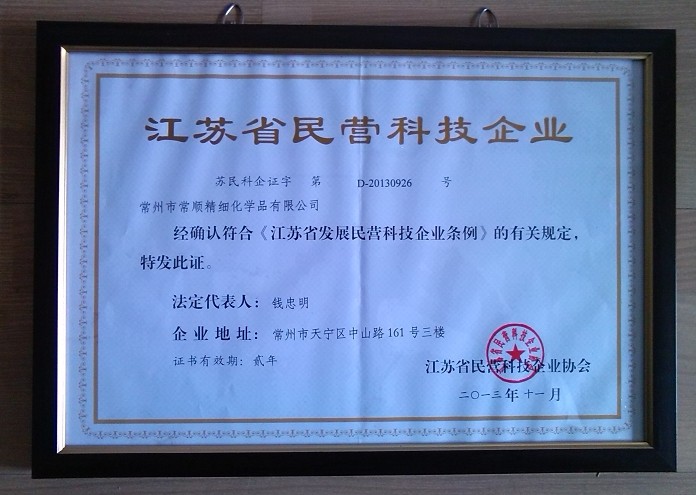 江苏省民营科技企业
苏民科企证字 第 D-20130926 号
常州市常顺精细化学品有限公司
经确认符合《江苏省发展民营科技企业条例》的有关规定，
特发此证。
法定代表人：钱忠明
企业地址：常州市天宁区中山路161号三楼
证书有效期：贰年
江苏省民营科技企业协会
二〇一三年十一月